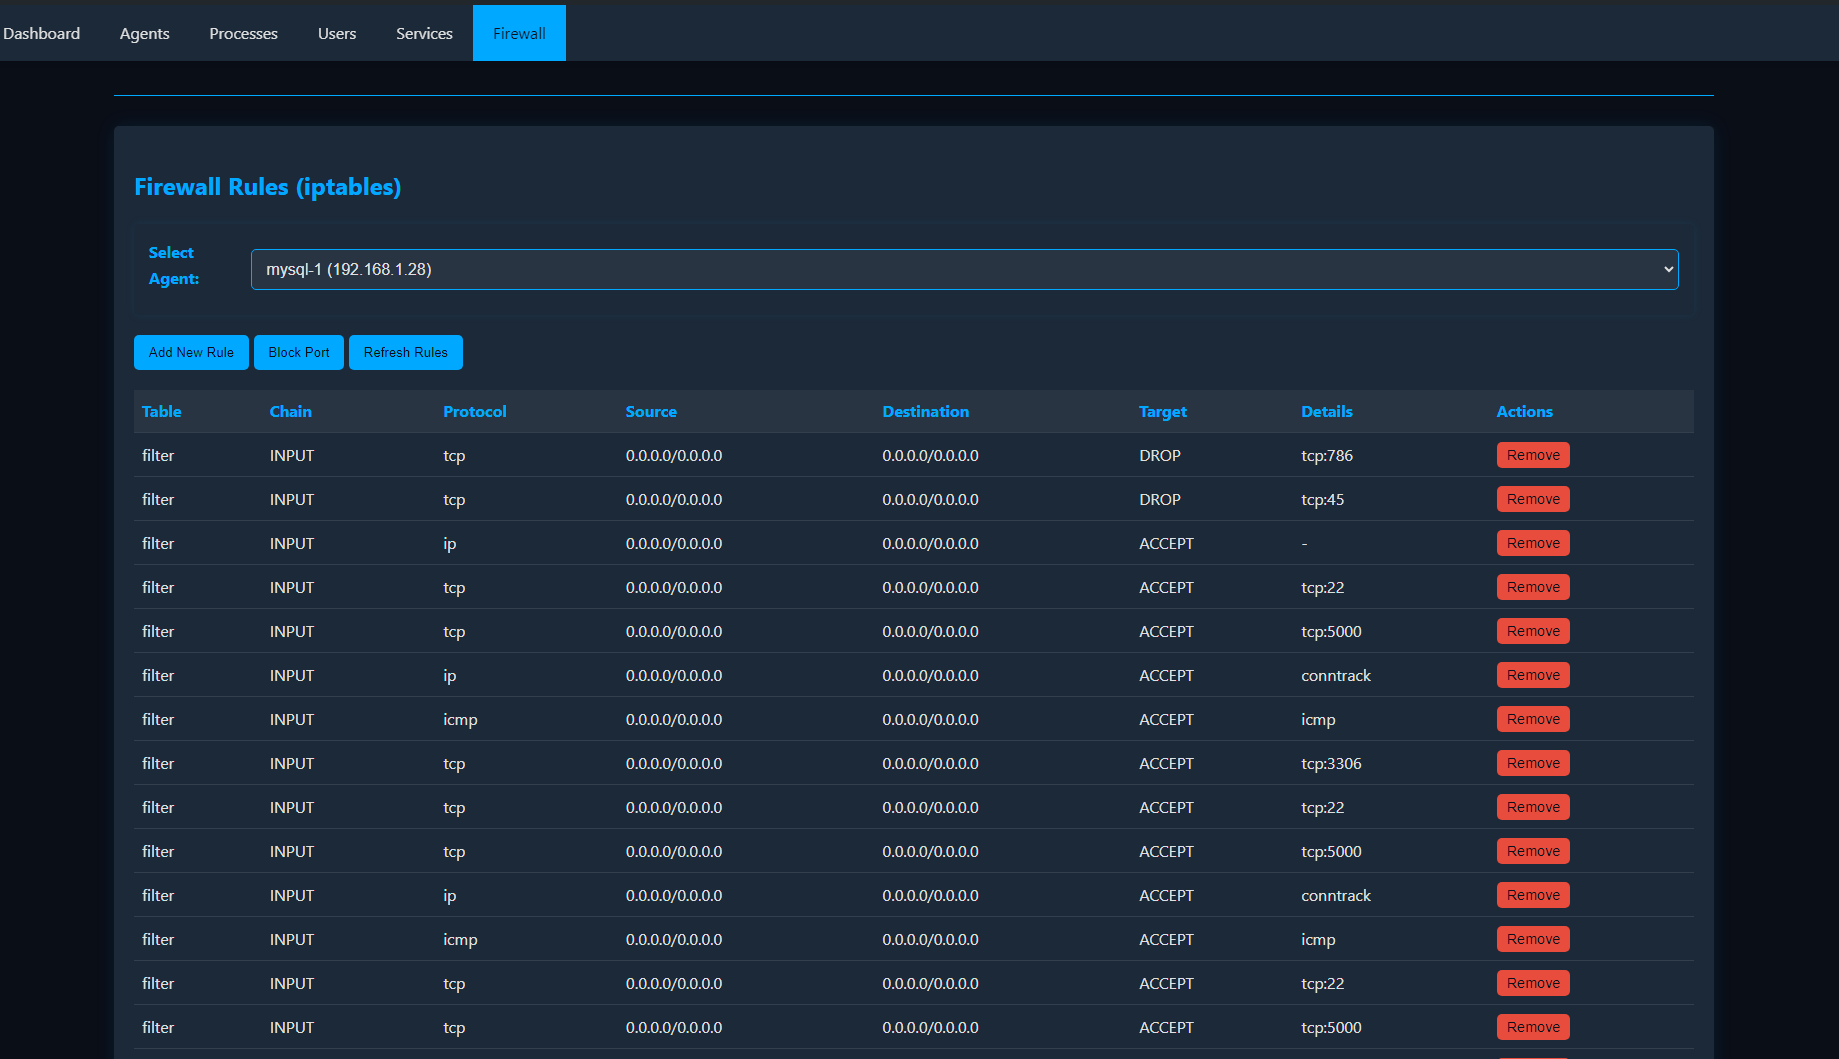 Dashboard Agents Processes Users Services Firewall
Firewall Rules (iptables)
Select
Agent:
mysql-1 (192.168.1.28)
Add New Rule Block Port Refresh Rules
Table Chain Protocol Source Destination Target Details Actions
filter INPUT tcp 0.0.0.0/0.0.0.0 0.0.0.0/0.0.0.0 DROP tcp:786 Remove
filter INPUT tcp 0.0.0.0/0.0.0.0 0.0.0.0/0.0.0.0 DROP tcp:45 Remove
filter INPUT ip 0.0.0.0/0.0.0.0 0.0.0.0/0.0.0.0 ACCEPT - Remove
filter INPUT tcp 0.0.0.0/0.0.0.0 0.0.0.0/0.0.0.0 ACCEPT tcp:22 Remove
filter INPUT tcp 0.0.0.0/0.0.0.0 0.0.0.0/0.0.0.0 ACCEPT tcp:5000 Remove
filter INPUT ip 0.0.0.0/0.0.0.0 0.0.0.0/0.0.0.0 ACCEPT conntrack Remove
filter INPUT icmp 0.0.0.0/0.0.0.0 0.0.0.0/0.0.0.0 ACCEPT icmp Remove
filter INPUT tcp 0.0.0.0/0.0.0.0 0.0.0.0/0.0.0.0 ACCEPT tcp:3306 Remove
filter INPUT tcp 0.0.0.0/0.0.0.0 0.0.0.0/0.0.0.0 ACCEPT tcp:22 Remove
filter INPUT tcp 0.0.0.0/0.0.0.0 0.0.0.0/0.0.0.0 ACCEPT tcp:5000 Remove
filter INPUT ip 0.0.0.0/0.0.0.0 0.0.0.0/0.0.0.0 ACCEPT conntrack Remove
filter INPUT icmp 0.0.0.0/0.0.0.0 0.0.0.0/0.0.0.0 ACCEPT icmp Remove
filter INPUT tcp 0.0.0.0/0.0.0.0 0.0.0.0/0.0.0.0 ACCEPT tcp:22 Remove
filter INPUT tcp 0.0.0.0/0.0.0.0 0.0.0.0/0.0.0.0 ACCEPT tcp:5000 Remove